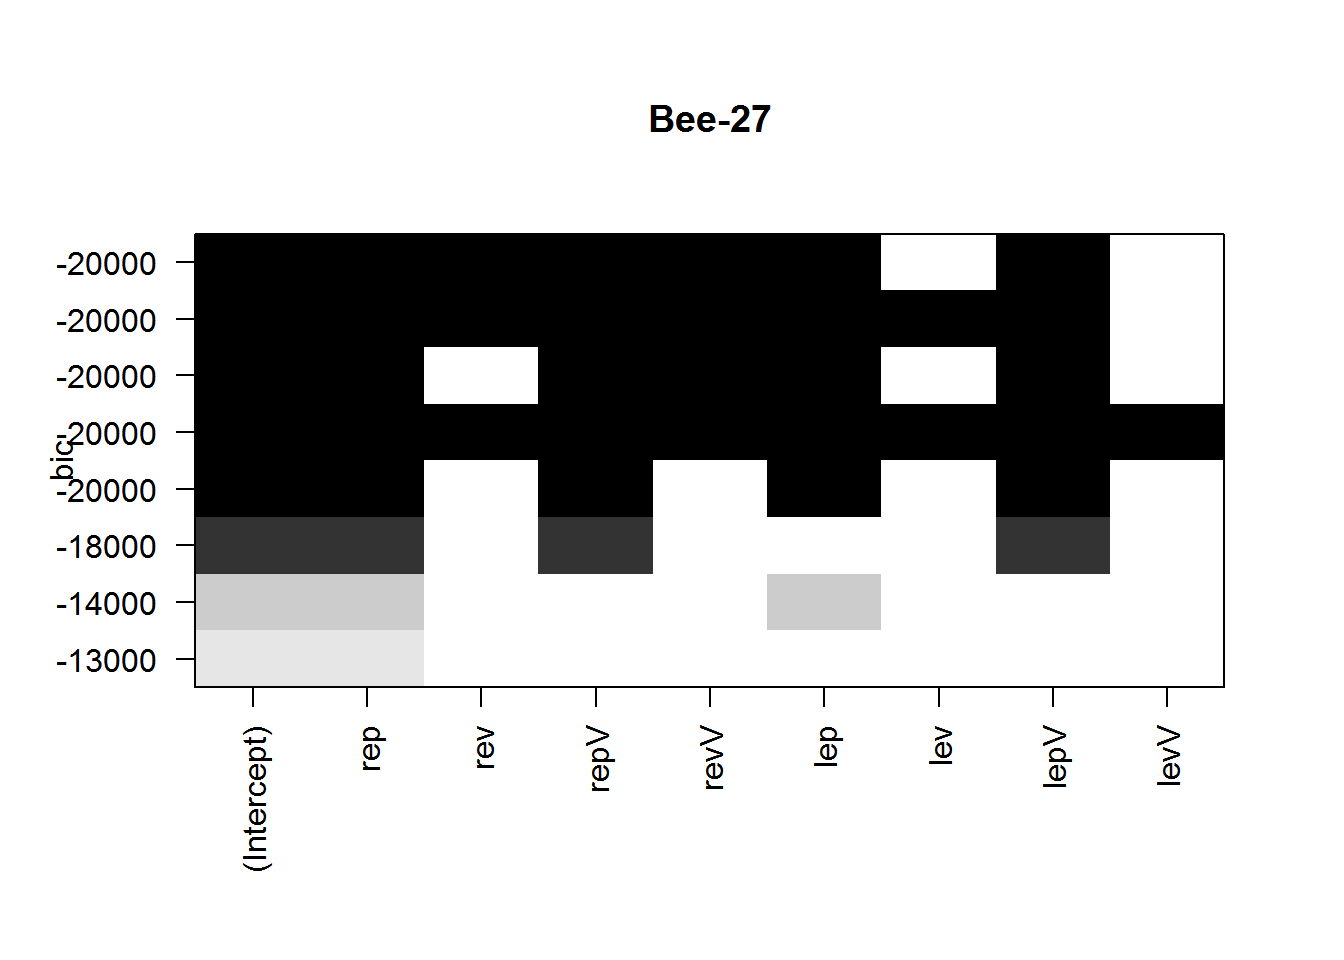 Bee-27
bic
-20000
-20000
-20000
-20000
-20000
-18000
-14000
-13000
(Intercept)
rep
rev
repV
revV
lep
lev
lepV
levV